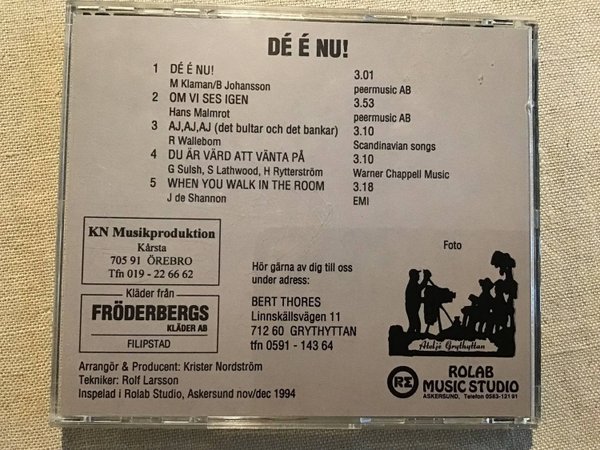 DÉ É NU!
1 DÉ É NU! 3.01
M Klaman/B Johansson peermusic AB
2 OM VI SES IGEN 3.53
Hans Malmrot peermusic AB
3 AJ,AJ,AJ (det bultar och det bankar) 3.10
R Wallebom Scandinavian songs
4 DU ÄR VÄRD ATT VÄNTA PÅ 3.10
G Sulsh, S Lathwood, H Rytterström Warner Chappell Music
5 WHEN YOU WALK IN THE ROOM 3.18
J de Shannon EMI
KN Musikproduktion
Kårsta
705 91 ÖREBRO
Tfn 019 - 22 66 62
Kläder från
FRÖDERBERGS
KLÄDER AB
FILIPSTAD
Hör gärna av dig till oss
under adress:
BERT THORES
Linnskällsvägen 11
712 60 GRYTHYTTAN
tfn 0591 - 143 64
Foto
Ateljé Grythyttan
Arrangör & Producent: Krister Nordström
Tekniker: Rolf Larsson
Inspelad i Rolab Studio, Askersund nov/dec 1994
ROLAB
MUSIC STUDIO
ASKERSUND, Telefon 0583-121 91